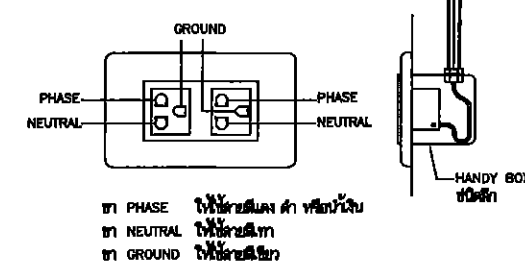 GROUND
PHASE
NEUTRAL
PHASE
NEUTRAL
HANDY BOX
ชนิดลึก
ขา PHASE ให้ใช้สายสีแดง ดำ หรือน้ำเงิน
ขา NEUTRAL ให้ใช้สายสีเทา
ขา GROUND ให้ใช้สายสีเขียว